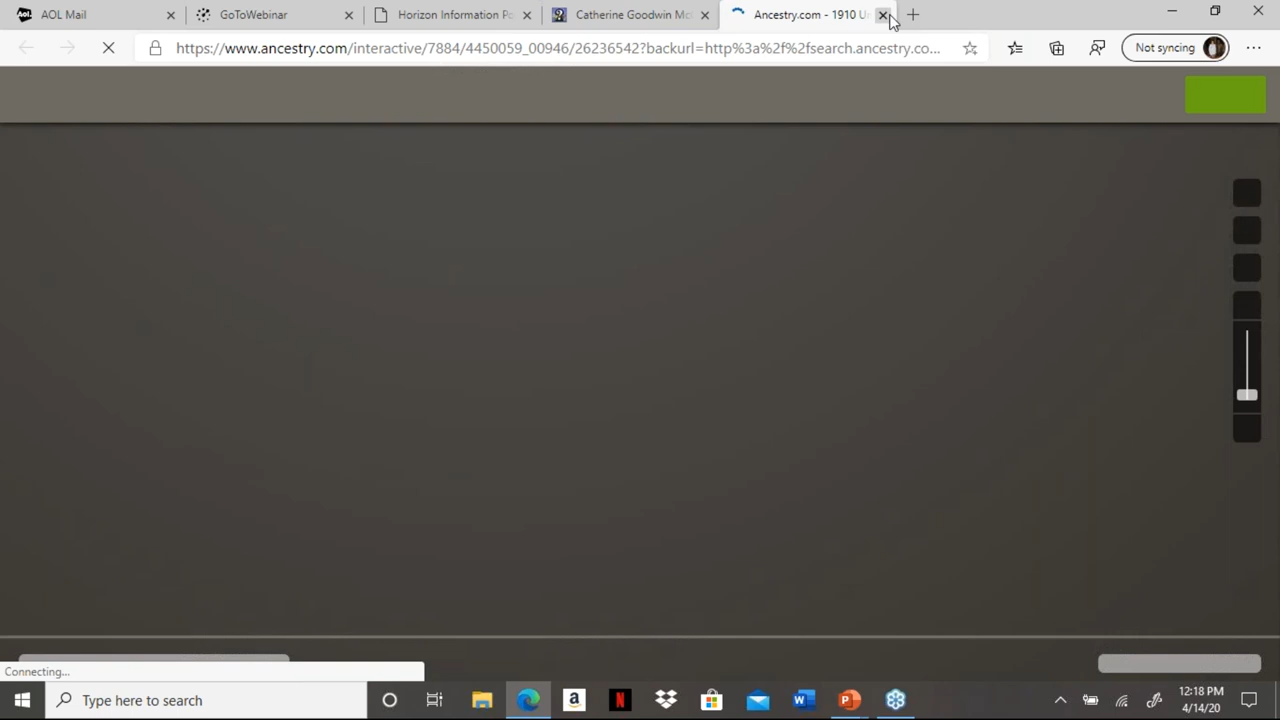 Aol. AOL Mail
GoToWebinar
Horizon Information Po
Catherine Goodwin Mc
Ancestry.com - 1910 U
https://www.ancestry.com/interactive/7884/4450059_00946/26236542?backurl=http%3a%2f%2fsearch.ancestry.co...
Not syncing
Connecting...
Type here to search
12:18 PM
4/14/20